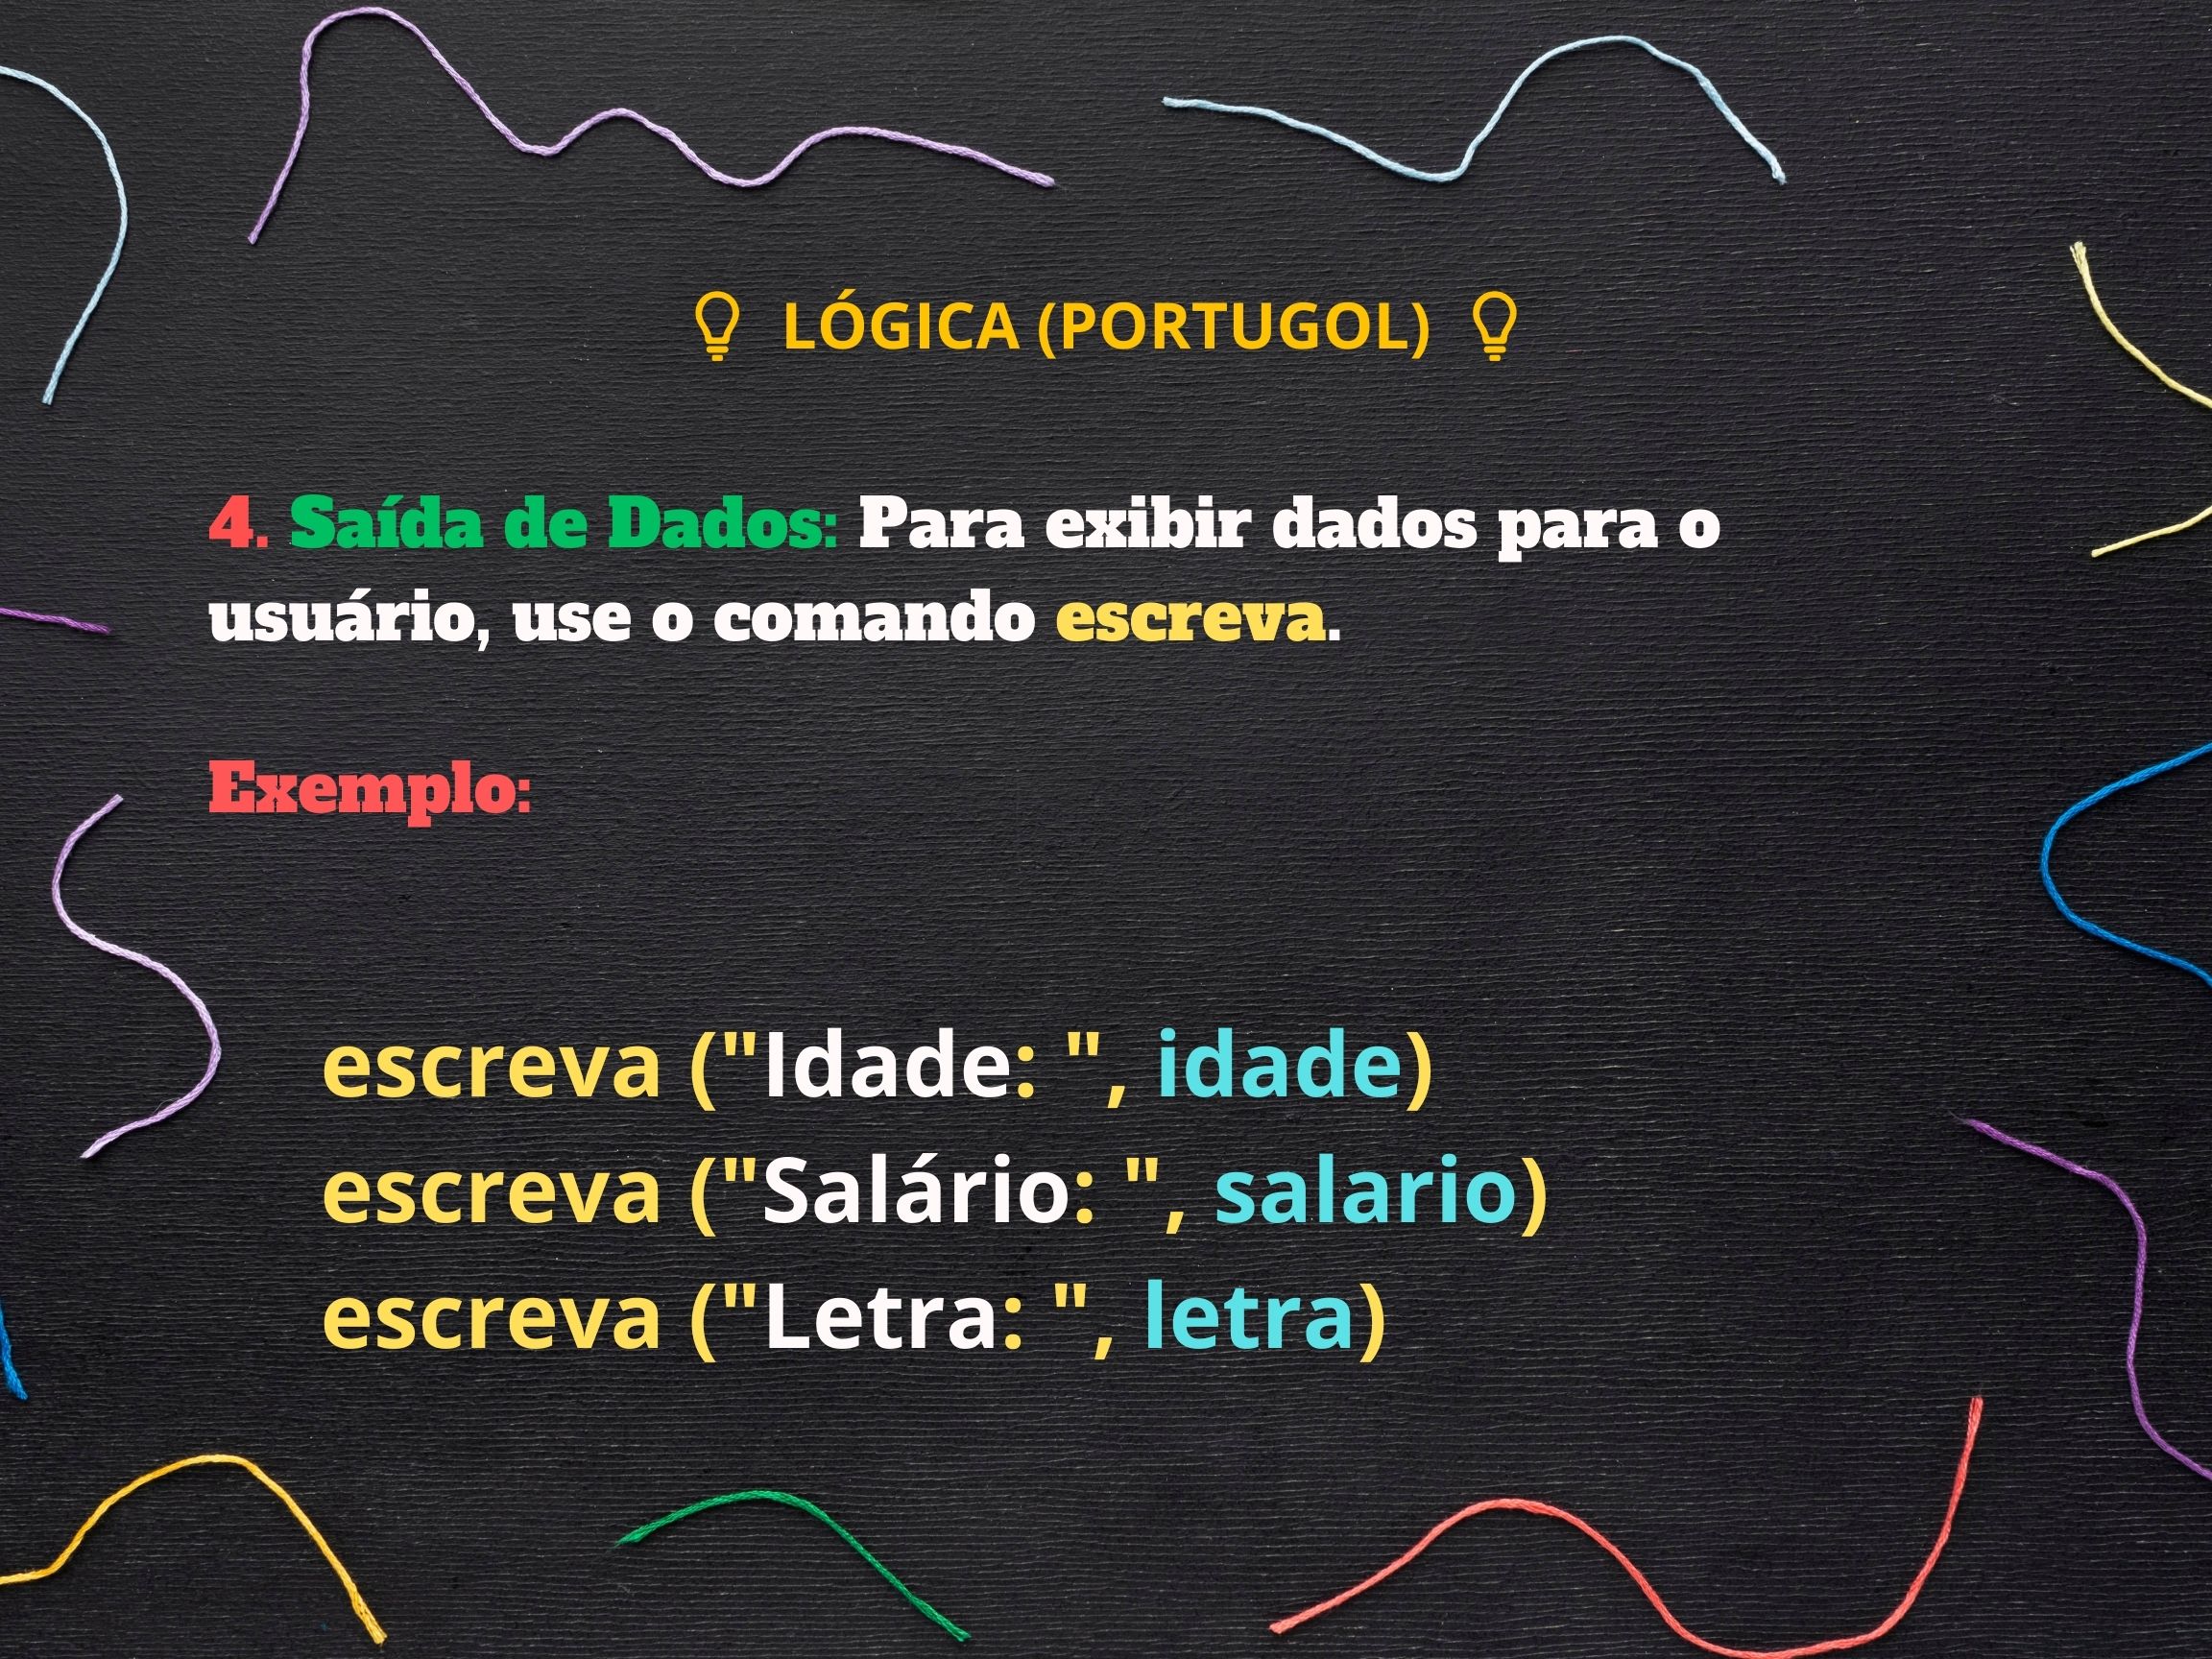 LÓGICA (PORTUGOL)
4. Saída de Dados: Para exibir dados para o
usuário, use o comando escreva.
Exemplo:
escreva ("Idade: ", idade)
escreva ("Salário: ", salario)
escreva ("Letra: ", letra)